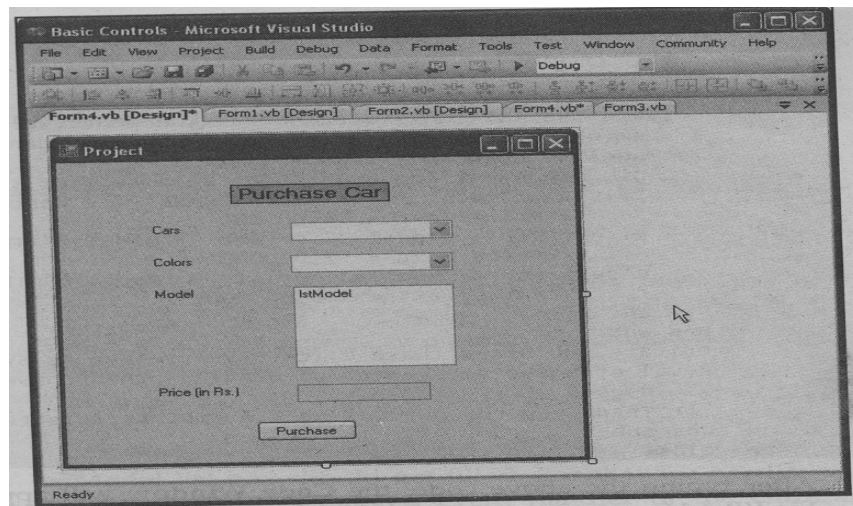 Basic Controls - Microsoft Visual Studio
File Edit View Project Build Debug Data Format Tools Test Window Community Help
Debug
Form4.vb [Design]* Form1.vb [Design] Form2.vb [Design] Form4.vb* Form3.vb
Project
Purchase Car
Cars
Colors
Model lstModel
Price (in Rs.)
Purchase
Ready